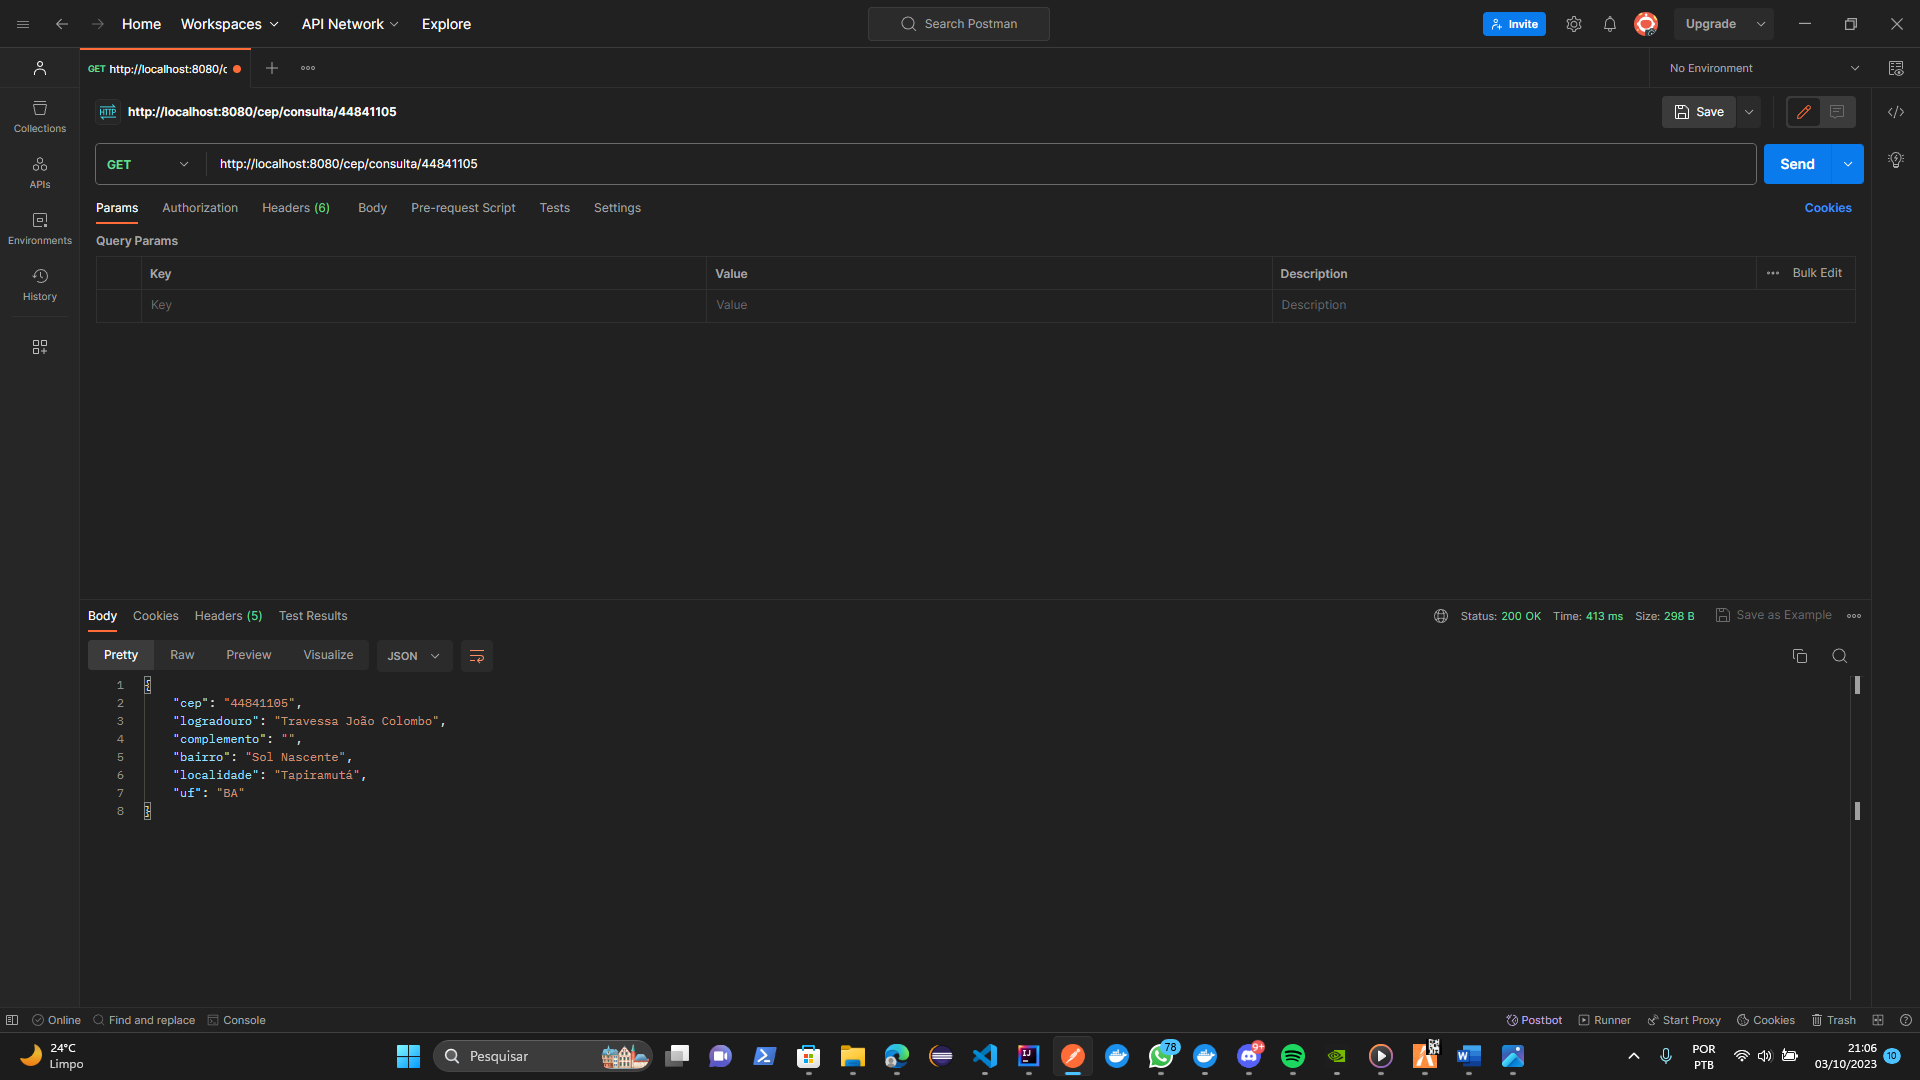 Home Workspaces API Network Explore Search Postman Invite Upgrade
GET http://localhost:8080/c No Environment
HTTP http://localhost:8080/cep/consulta/44841105 Save
GET http://localhost:8080/cep/consulta/44841105 Send
Collections
APIs
Environments
History
Params Authorization Headers (6) Body Pre-request Script Tests Settings Cookies
Query Params
Key Value Description Bulk Edit
Key Value Description
Body Cookies Headers (5) Test Results Status: 200 OK Time: 413 ms Size: 298 B Save as Example
Pretty Raw Preview Visualize JSON
1 {
2 "cep": "44841105",
3 "logradouro": "Travessa João Colombo",
4 "complemento": "",
5 "bairro": "Sol Nascente",
6 "localidade": "Tapiramutá",
7 "uf": "BA"
8 }
Online Find and replace Console Postbot Runner Start Proxy Cookies Trash
24°C
Limpo
Pesquisar
78
9+
POR
PTB
21:06
03/10/2023
10